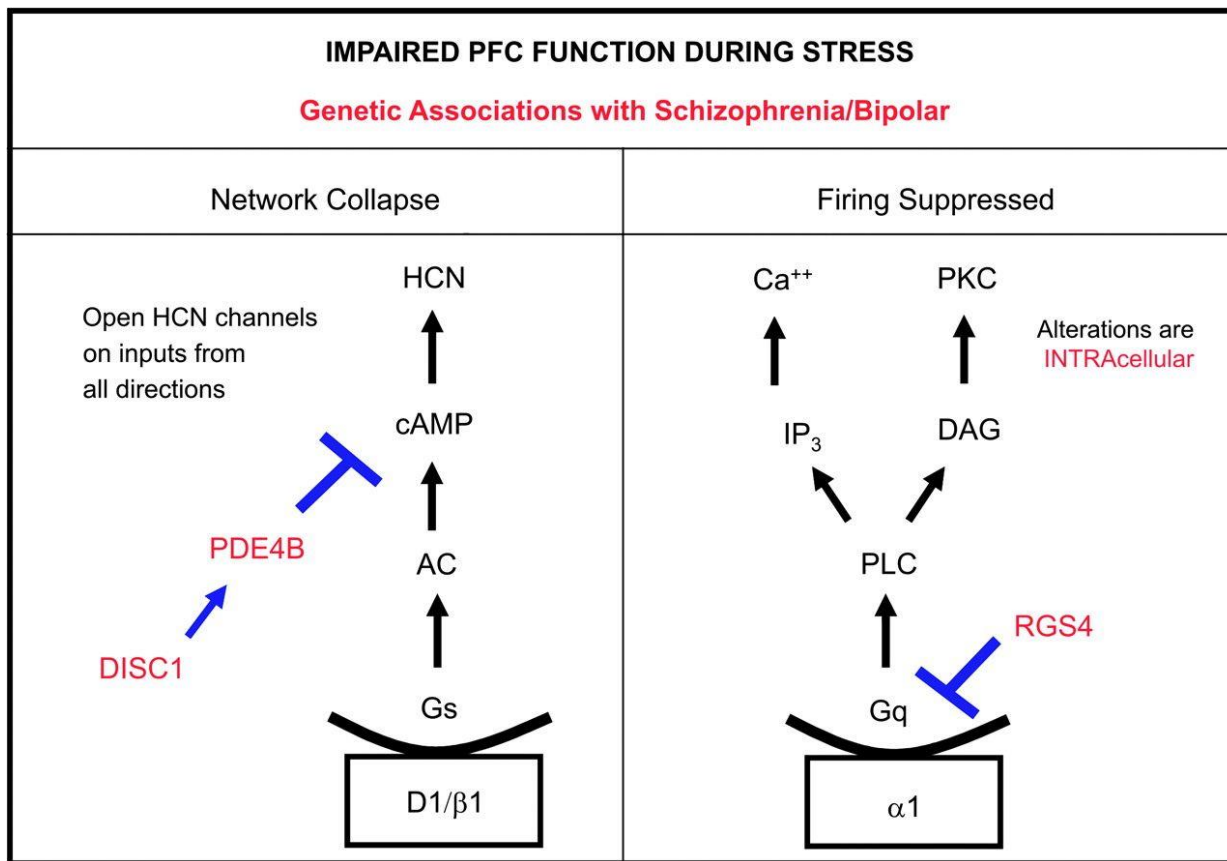 IMPAIRED PFC FUNCTION DURING STRESS
Genetic Associations with Schizophrenia/Bipolar
Network Collapse
Firing Suppressed
HCN
Open HCN channels
on inputs from
all directions
cAMP
PDE4B
AC
DISC1
Gs
D1/β1
Ca⁺⁺
PKC
Alterations are
INTRAcellular
IP₃
DAG
PLC
RGS4
Gq
α1